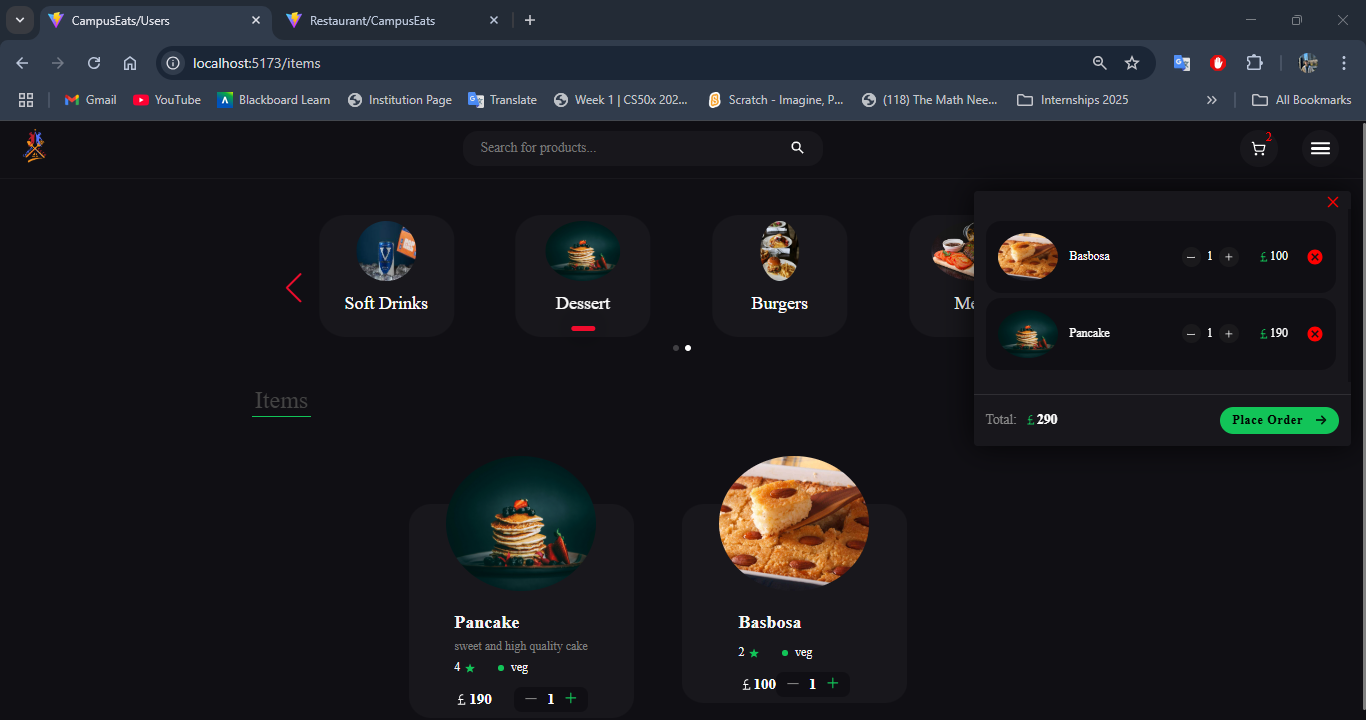 CampusEats/Users
Restaurant/CampusEats
localhost:5173/items
Gmail
YouTube
Blackboard Learn
Institution Page
Translate
Week 1 | CS50x 202...
Scratch - Imagine, P...
(118) The Math Nee...
Internships 2025
All Bookmarks
Search for products...
2
Soft Drinks
Dessert
Burgers
Me
Basbosa
− 1 +
£ 100
Pancake
− 1 +
£ 190
Total: £ 290
Place Order →
Items
Pancake
sweet and high quality cake
4 ★ veg
£ 190 − 1 +
Basbosa
2 ★ veg
£ 100 − 1 +